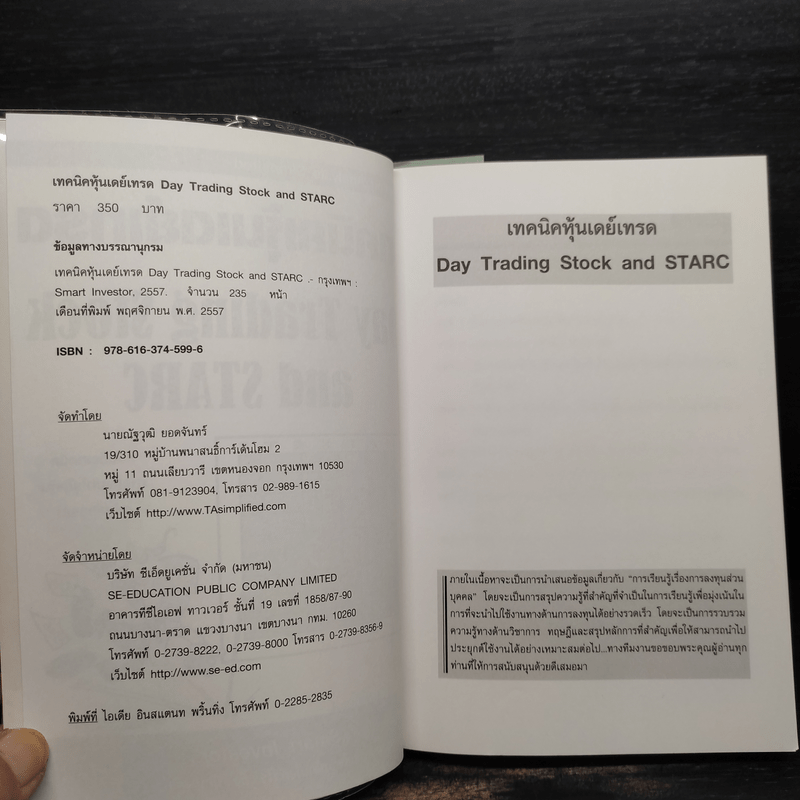 เทคนิคหุ้นเดย์เทรด Day Trading Stock and STARC
ราคา 350 บาท
ข้อมูลทางบรรณานุกรม
เทคนิคหุ้นเดย์เทรด Day Trading Stock and STARC .- กรุงเทพฯ :
Smart Investor, 2557. จำนวน 235 หน้า
เดือนที่พิมพ์ พฤศจิกายน พ.ศ. 2557
ISBN : 978-616-374-599-6
จัดทำโดย
นายณัฐวุฒิ ยอดจันทร์
19/310 หมู่บ้านพนาสนธิ์การ์เด้นโฮม 2
หมู่ 11 ถนนเลียบวารี เขตหนองจอก กรุงเทพฯ 10530
โทรศัพท์ 081-9123904, โทรสาร 02-989-1615
เว็บไซต์ http://www.TAsimplified.com
จัดจำหน่ายโดย
บริษัท ซีเอ็ดยูเคชั่น จำกัด (มหาชน)
SE-EDUCATION PUBLIC COMPANY LIMITED
อาคารทีซีไอเอฟ ทาวเวอร์ ชั้นที่ 19 เลขที่ 1858/87-90
ถนนบางนา-ตราด แขวงบางนา เขตบางนา กทม. 10260
โทรศัพท์ 0-2739-8222, 0-2739-8000 โทรสาร 0-2739-8356-9
เว็บไซต์ http://www.se-ed.com
พิมพ์ที่ ไอเดีย อินสแตนท พริ้นติ้ง โทรศัพท์ 0-2285-2835
เทคนิคหุ้นเดย์เทรด
Day Trading Stock and STARC
ภายในเนื้อหาจะเป็นการนำเสนอข้อมูลเกี่ยวกับ "การเรียนรู้เรื่องการลงทุนส่วน
บุคคล" โดยจะเป็นการสรุปความรู้ที่สำคัญที่จำเป็นในการเรียนรู้เพื่อมุ่งเน้นใน
การที่จะนำไปใช้งานทางด้านการลงทุนได้อย่างรวดเร็ว โดยจะเป็นการรวบรวม
ความรู้ทางด้านวิชาการ ทฤษฎีและสรุปหลักการที่สำคัญเพื่อให้สามารถนำไป
ประยุกต์ใช้งานได้อย่างเหมาะสมต่อไป...ทางทีมงานขอขอบพระคุณผู้อ่านทุก
ท่านที่ให้การสนับสนุนด้วยดีเสมอมา